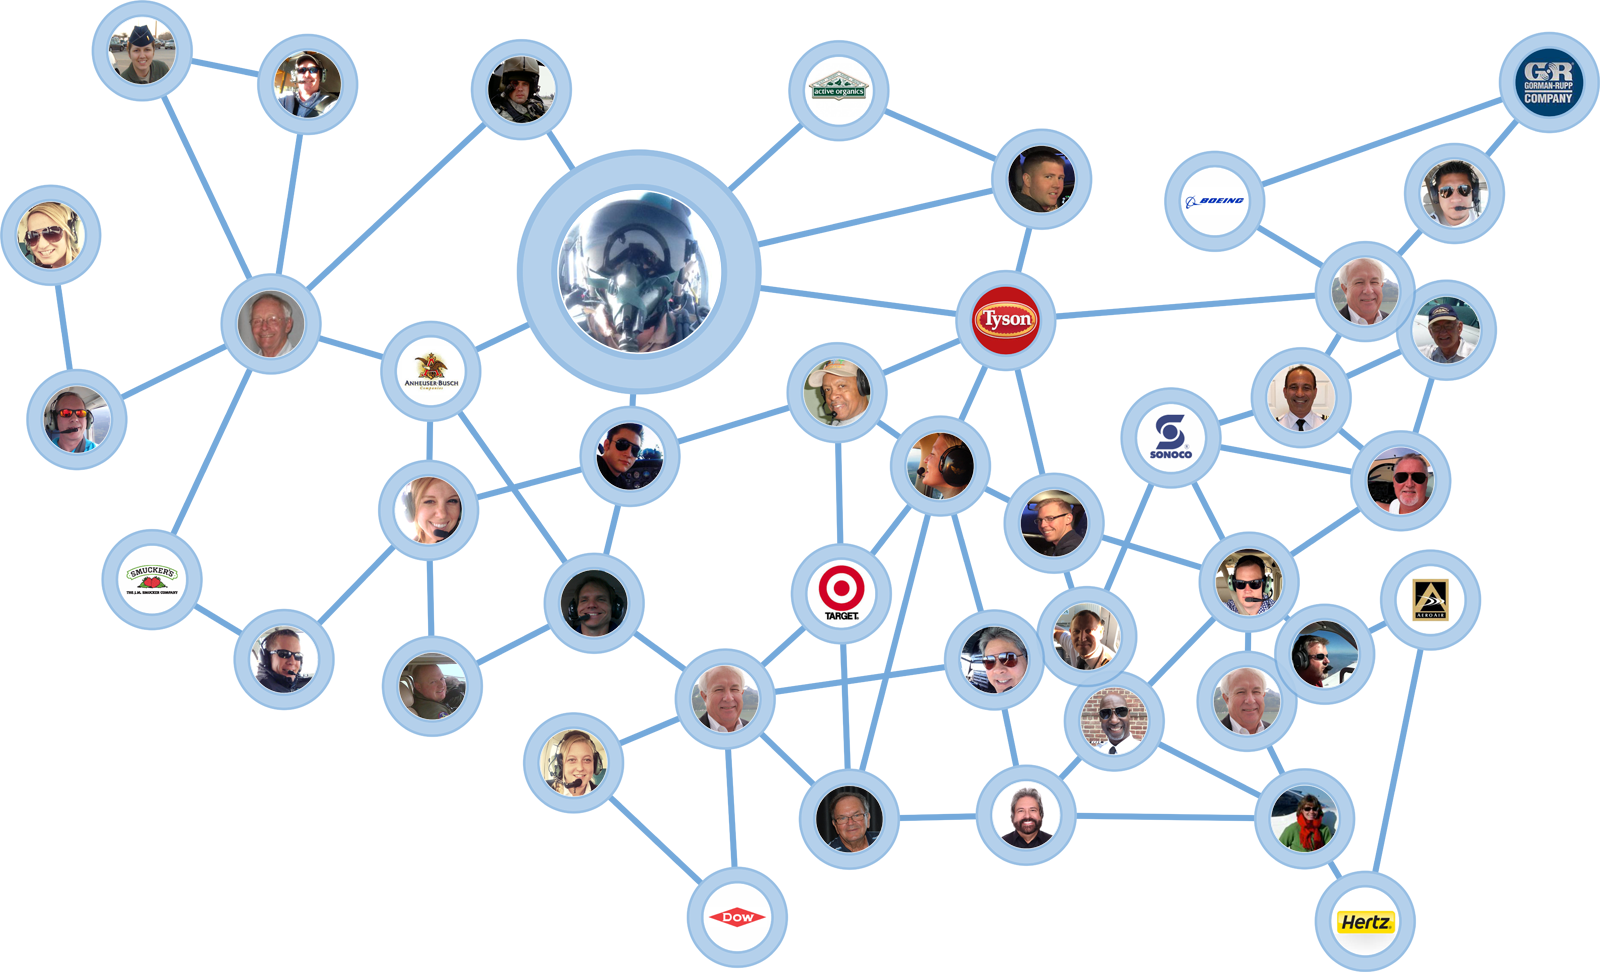 active organics
G&R
GORMAN-RUPP
COMPANY
BOEING
Tyson
ANHEUSER-BUSCH
Companies
SONOCO
SMUCKER'S
THE J.M. SMUCKER COMPANY
TARGET
AEROAIR
Dow
Hertz